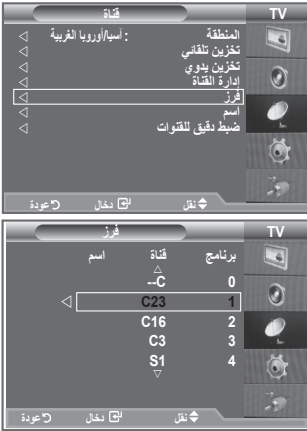 TV
قناة
المنطقة : آسيا/أوروبا الغربية
تخزين تلقائي
تخزين يدوي
ادارة القناة
فرز
اسم
ضبط دقيق للقنوات
نقل دخال عودة
TV
فرز
برنامج قناة اسم
0 C--
1 C23
2 C16
3 C3
4 S1
نقل دخال عودة